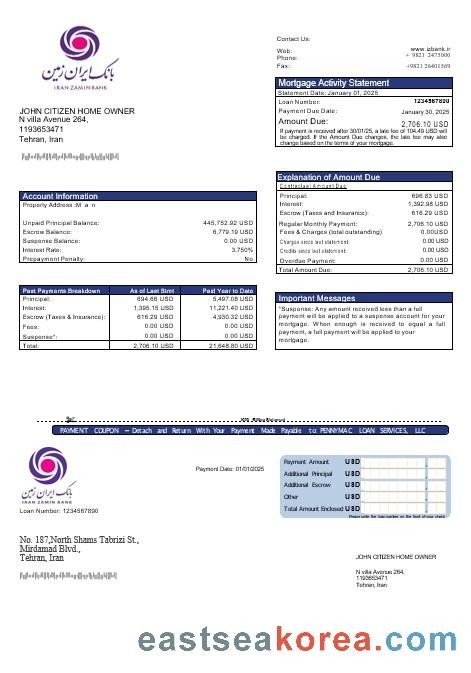 Contact Us:
Web: www.izbank.ir
Phone: + 9821 2475000
Fax: +9821 26401569
بانک ایران زمین
IRAN ZAMIN BANK
JOHN CITIZEN HOME OWNER
N villa Avenue 264,
1193653471
Tehran, Iran
Mortgage Activity Statement
Statement Date: January 01, 2025
Loan Number: 1234567890
Payment Due Date: January 30, 2025
Amount Due: 2,706.10 USD
If payment is received after 30/01/25, a late fee of 104.49 USD will
be charged. If the Amount Due changes, the late fee may also
change based on the terms of your mortgage.
Account Information
Property Address :M a n
Unpaid Principal Balance: 445,752.92 USD
Escrow Balance: 6,779.19 USD
Suspense Balance: 0.00 USD
Interest Rate: 3.750%
Prepayment Penalty: No
Explanation of Amount Due
Contractual Amount Due
Principal: 696.83 USD
Interest: 1,392.98 USD
Escrow (Taxes and Insurance): 616.29 USD
Regular Monthly Payment: 2,706.10 USD
Fees & Charges (total outstanding) 0.00USD
Charges since last statement: 0.00 USD
Credits since last statement: 0.00 USD
Overdue Payment: 0.00 USD
Total Amount Due: 2,706.10 USD
Past Payments Breakdown As of Last Stmt Paid Year to Date
Principal: 694.66 USD 5,497.08 USD
Interest: 1,395.15 USD 11,221.40 USD
Escrow (Taxes & Insurance): 616.29 USD 4,930.32 USD
Fees: 0.00 USD 0.00 USD
Suspense*: 0.00 USD 0.00 USD
Total: 2,706.10 USD 21,648.80 USD
Important Messages
*Suspense: Any amount received less than a full
payment will be applied to a suspense account for your
mortgage. When enough is received to equal a full
payment, a full payment will be applied to your
mortgage.
PAYMENT COUPON – Detach and Return With Your Payment Made Payable to: PENNYMAC LOAN SERVICES, LLC
بانک ایران زمین
IRAN ZAMIN BANK
Loan Number: 1234567890
Payment Date: 01/01/2025
Payment Amount USD
Additional Principal USD
Additional Escrow USD
Other USD
Total Amount Enclosed USD
No. 187,North Shams Tabrizi St.,
Mirdamad Blvd.,
Tehran, Iran
JOHN CITIZEN HOME OWNER
N villa Avenue 264,
1193653471
Tehran, Iran
eastseakorea.com